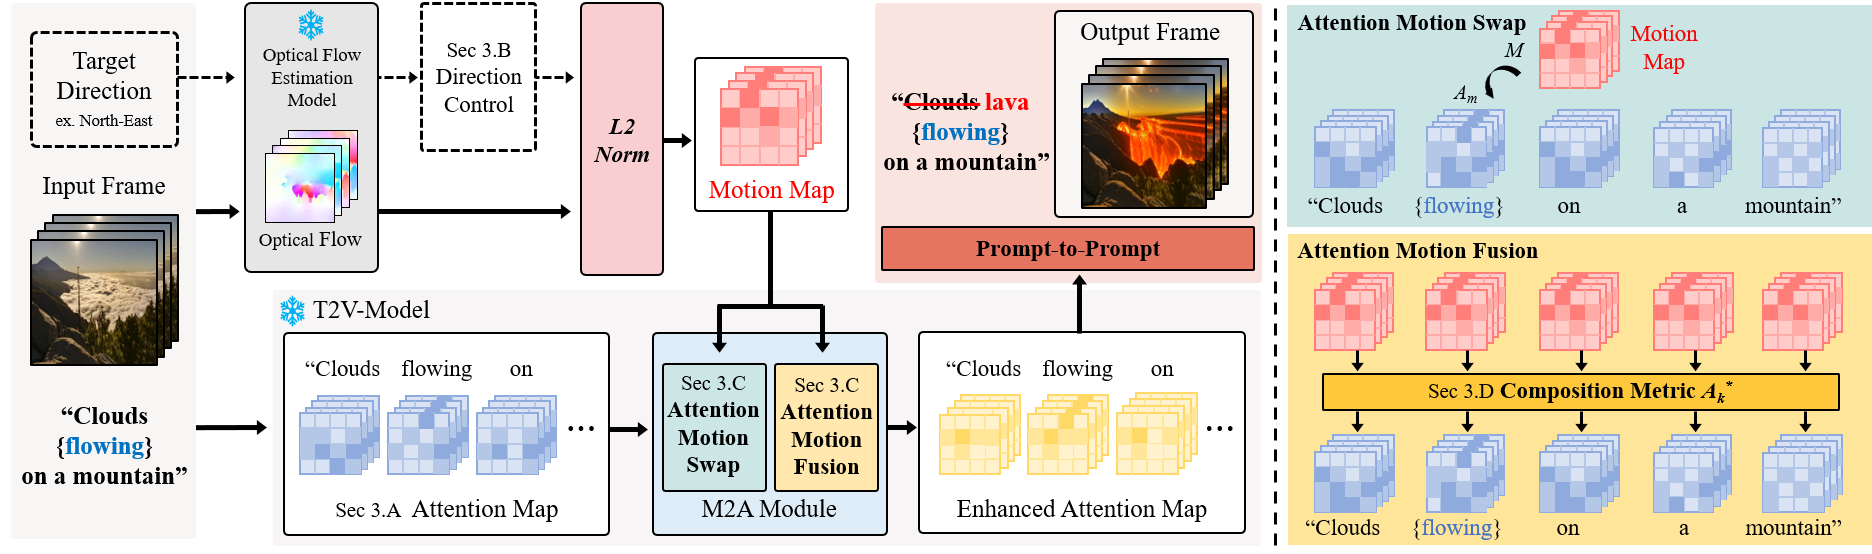 Target
Direction
ex. North-East
Input Frame
“Clouds
{flowing}
on a mountain”
Optical Flow
Estimation
Model
Optical Flow
Sec 3.B
Direction
Control
L2
Norm
Motion Map
“Clouds lava
{flowing}
on a mountain”
Output Frame
Prompt-to-Prompt
T2V-Model
“Clouds flowing on ...
Sec 3.A Attention Map
Sec 3.C
Attention
Motion
Swap
Sec 3.C
Attention
Motion
Fusion
M2A Module
“Clouds flowing on ...
Enhanced Attention Map
Attention Motion Swap
M
Motion
Map
Aₘ
“Clouds {flowing} on a mountain”
Attention Motion Fusion
Sec 3.D Composition Metric Aₖ*
“Clouds {flowing} on a mountain”